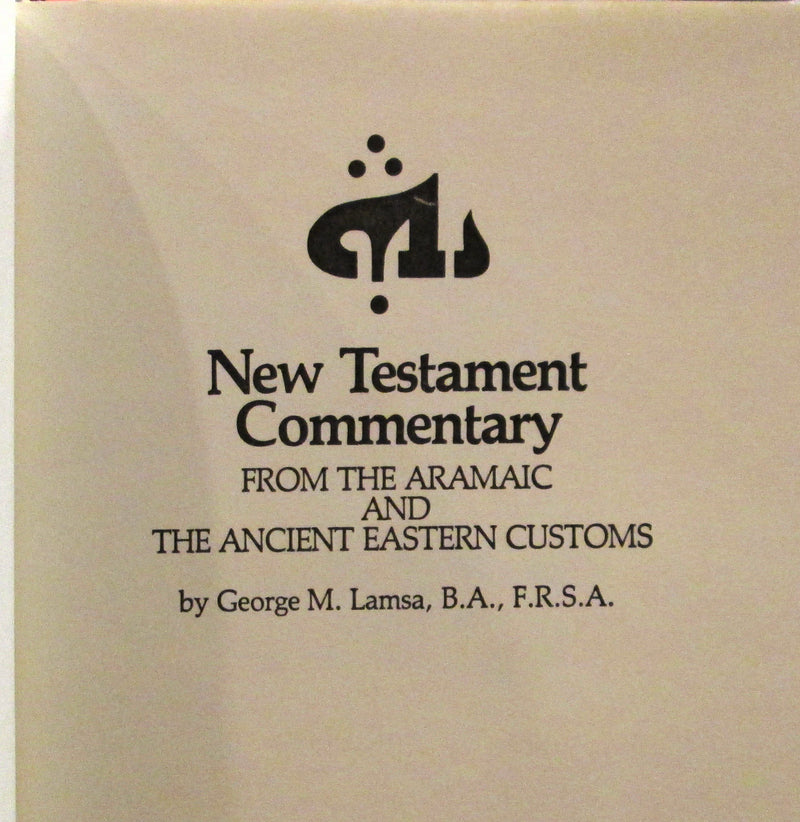 New Testament
Commentary
FROM THE ARAMAIC
AND
THE ANCIENT EASTERN CUSTOMS
by George M. Lamsa, B.A., F.R.S.A.